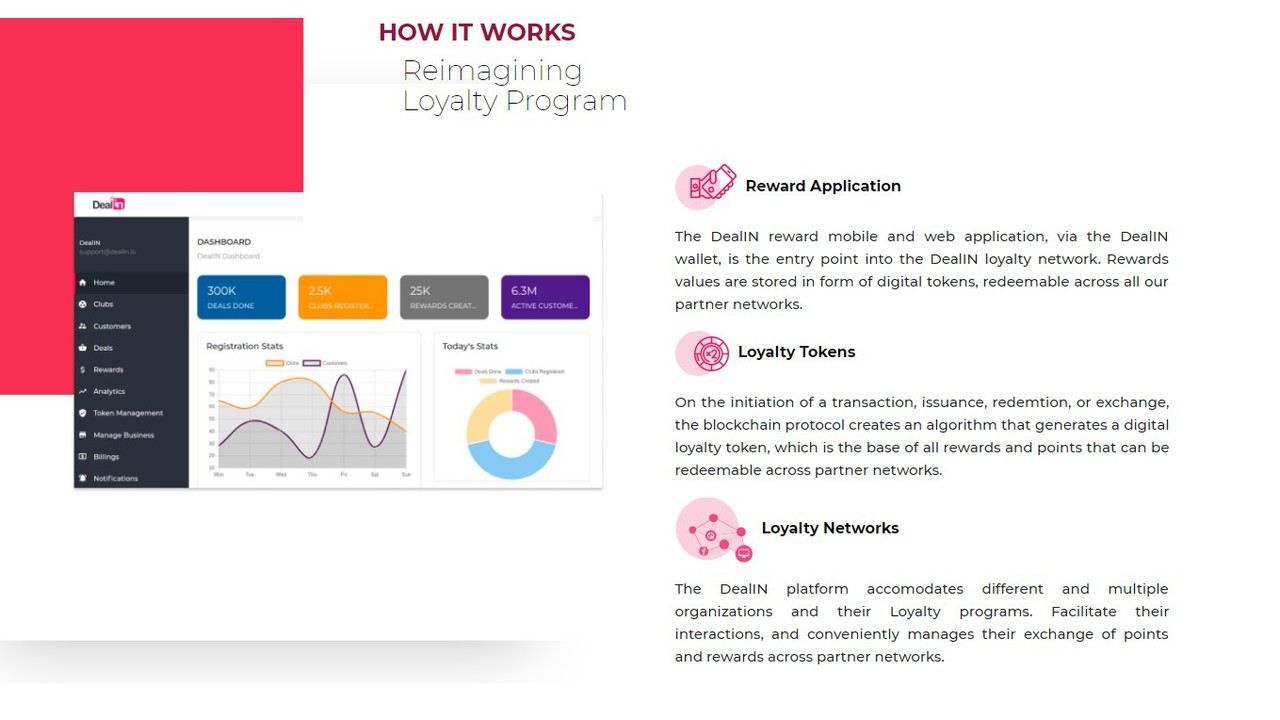 HOW IT WORKS
Reimagining
Loyalty Program
Dealin
DealIN
support@dealin.io
Home
Clubs
Customers
Deals
Rewards
Analytics
Token Management
Manage Business
Billings
Notifications
DASHBOARD
DealIN Dashboard
300K
DEALS DONE
2.5K
CLUBS REGISTER...
25K
REWARDS CREAT...
6.3M
ACTIVE CUSTOME...
Registration Stats
Clubs Customers
90
80
70
60
50
40
30
20
10
Mon Tue Wed Thu Fri Sat Sun
Today's Stats
Deals Done Clubs Registered
Rewards Created
Reward Application
The DealIN reward mobile and web application, via the DealIN
wallet, is the entry point into the DealIN loyalty network. Rewards
values are stored in form of digital tokens, redeemable across all our
partner networks.
x2
Loyalty Tokens
On the initiation of a transaction, issuance, redemtion, or exchange,
the blockchain protocol creates an algorithm that generates a digital
loyalty token, which is the base of all rewards and points that can be
redeemable across partner networks.
Loyalty Networks
The DealIN platform accomodates different and multiple
organizations and their Loyalty programs. Facilitate their
interactions, and conveniently manages their exchange of points
and rewards across partner networks.